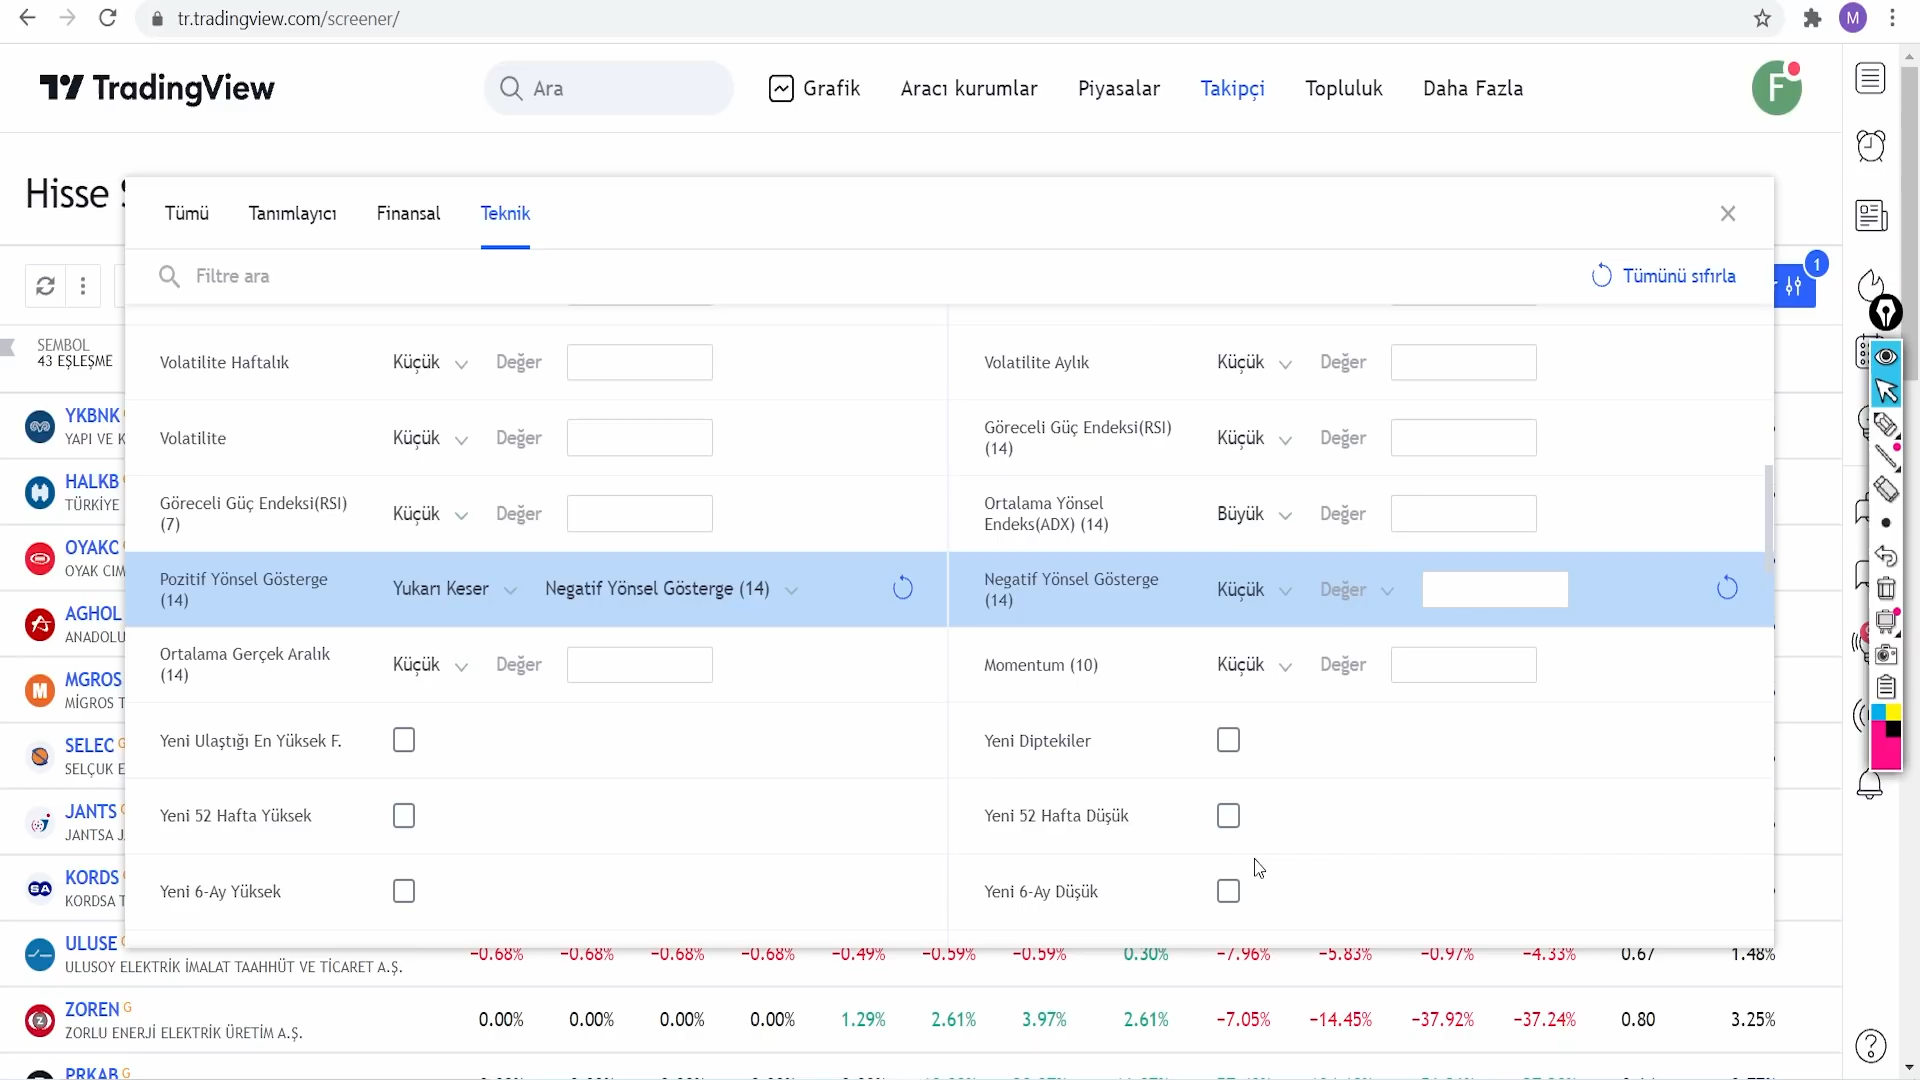 tr.tradingview.com/screener/
M
TradingView
Ara
Grafik
Aracı kurumlar
Piyasalar
Takipçi
Topluluk
Daha Fazla
F
Hisse
Tümü
Tanımlayıcı
Finansal
Teknik
Filtre ara
Tümünü sıfırla
1
SEMBOL
43 EŞLEŞME
Volatilite Haftalık Küçük Değer
Volatilite Aylık Küçük Değer
Volatilite Küçük Değer
Göreceli Güç Endeksi(RSI)
(14) Küçük Değer
Göreceli Güç Endeksi(RSI)
(7) Küçük Değer
Ortalama Yönsel
Endeks(ADX) (14) Büyük Değer
Pozitif Yönsel Gösterge
(14) Yukarı Keser Negatif Yönsel Gösterge (14)
Negatif Yönsel Gösterge
(14) Küçük Değer
Ortalama Gerçek Aralık
(14) Küçük Değer
Momentum (10) Küçük Değer
Yeni Ulaştığı En Yüksek F.
Yeni Diptekiler
Yeni 52 Hafta Yüksek
Yeni 52 Hafta Düşük
Yeni 6-Ay Yüksek
Yeni 6-Ay Düşük
YKBNK
YAPI VE K
HALKB
TÜRKİYE
OYAKC
OYAK CIM
AGHOL
ANADOLU
M
MGROS
MİGROS T
SELEC
SELÇUK E
JANTS
JANTSA J
KORDS
KORDSA T
ULUSE
ULUSOY ELEKTRİK İMALAT TAAHHÜT VE TİCARET A.Ş.
−0.68% −0.68% −0.68% −0.68% −0.49% −0.59% −0.59% 0.30% −7.96% −5.83% −0.97% −4.33% 0.67 1.48%
ZOREN G
ZORLU ENERJİ ELEKTRİK ÜRETİM A.Ş.
0.00% 0.00% 0.00% 0.00% 1.29% 2.61% 3.97% 2.61% −7.05% −14.45% −37.92% −37.24% 0.80 3.25%
PRKAB G